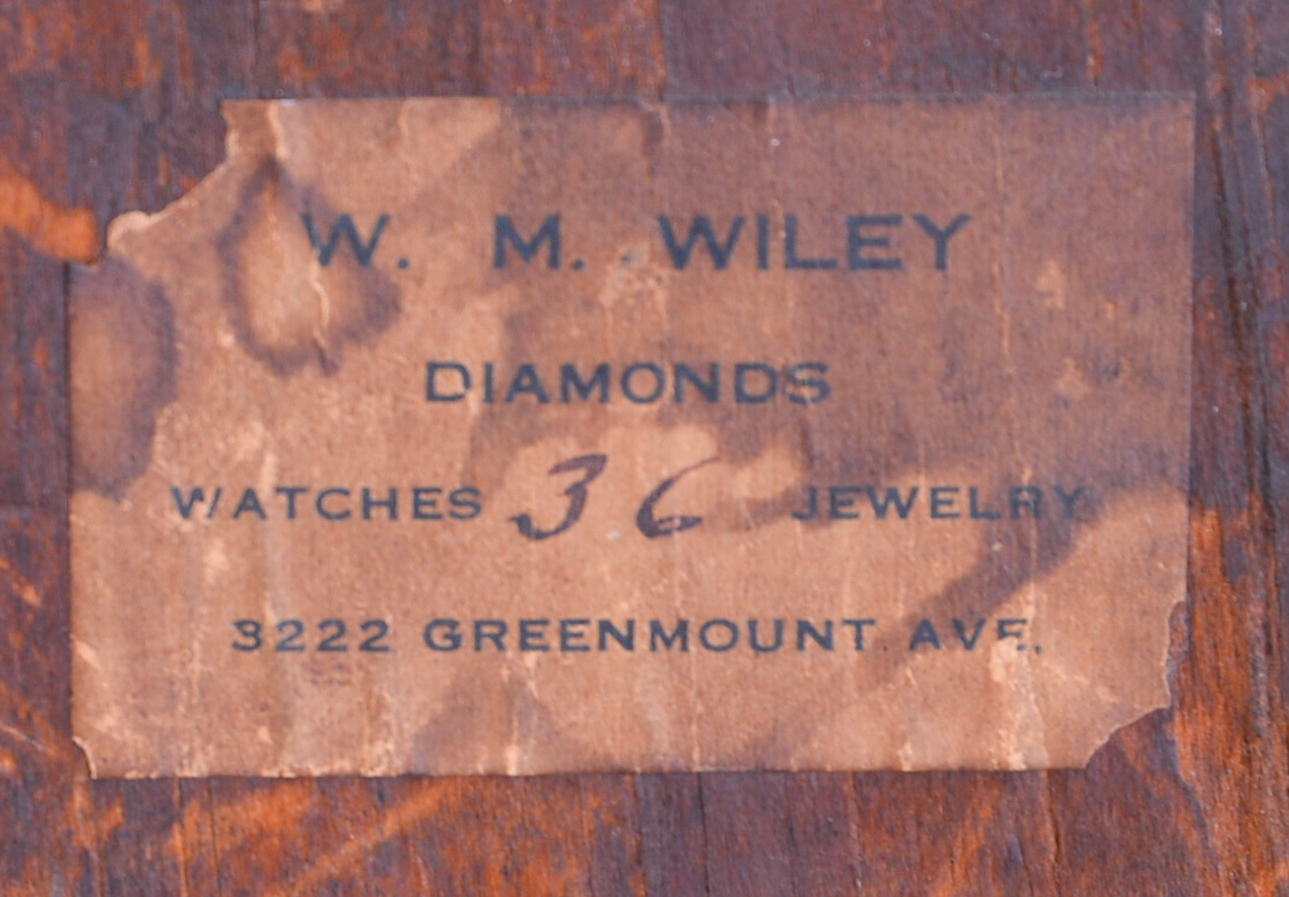 W. M. WILEY
DIAMONDS
WATCHES 36 JEWELRY
3222 GREENMOUNT AVE.